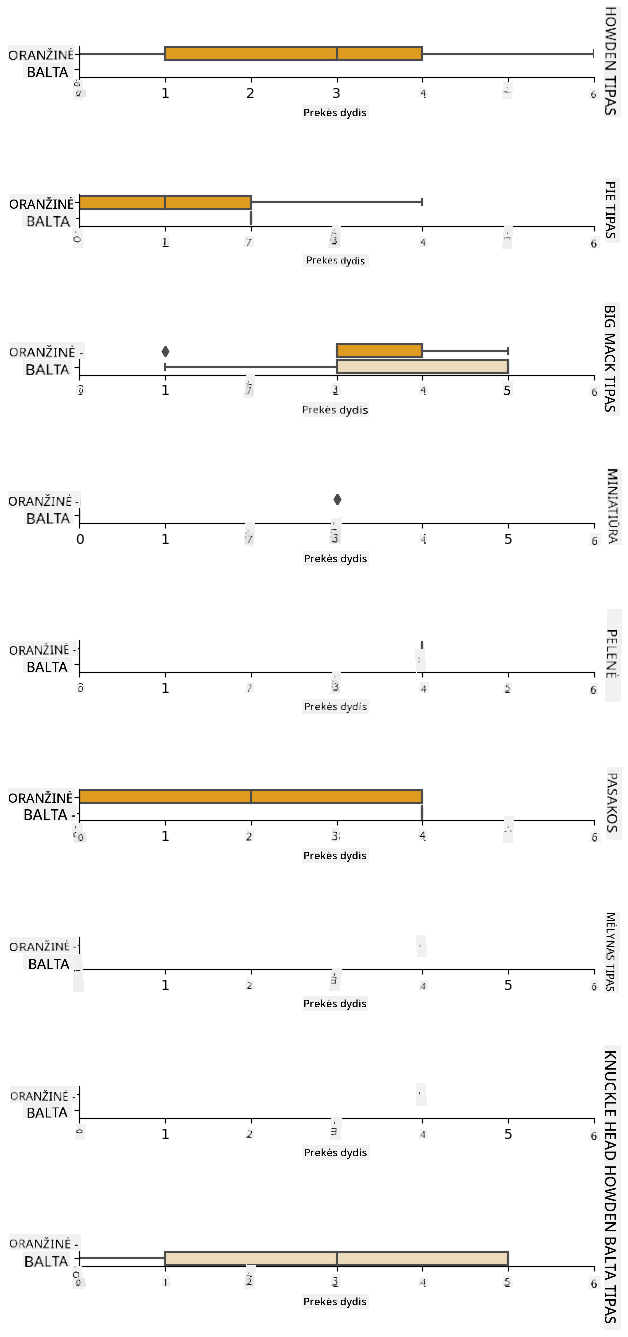 HOWDEN TIPAS
ORANŽINĖ
BALTA
1 2 3 4 6
Prekės dydis
PIE TIPAS
ORANŽINĖ
BALTA
1 3 4 6
Prekės dydis
BIG MACK TIPAS
ORANŽINĖ -
BALTA
1 3 4 5 6
Prekės dydis
MINIATIŪRA
ORANŽINĖ -
BALTA
0 1 3 4 5 6
Prekės dydis
PELENĖ
ORANŽINĖ -
BALTA
1 3 4 6
Prekės dydis
PASAKOS
ORANŽINĖ
BALTA -
1 2 3 4 6
Prekės dydis
MĖLYNAS TIPAS
ORANŽINĖ -
BALTA
1 2 4 5 6
Prekės dydis
KNUCKLE HEAD HOWDEN BALTA TIPAS
ORANŽINĖ -
BALTA
0 1 2 4 5 6
Prekės dydis
ORANŽINĖ -
BALTA
1 3 4 5 6
Prekės dydis